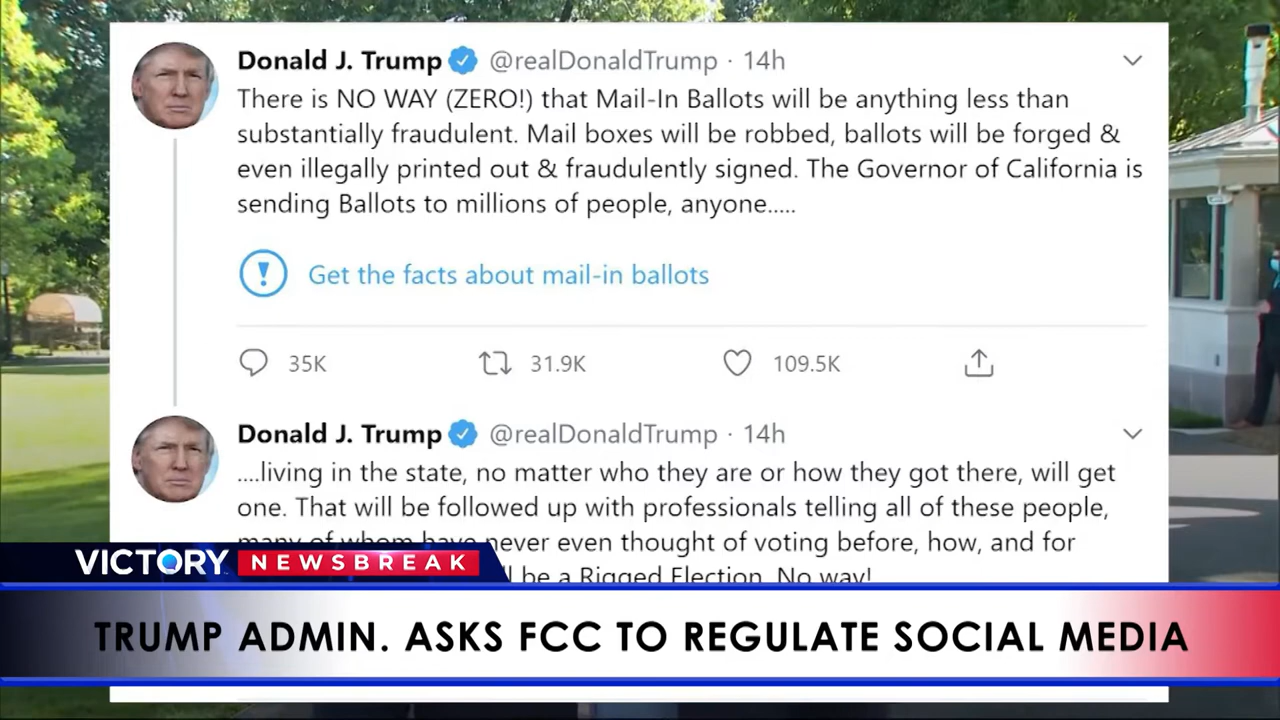 Donald J. Trump @realDonaldTrump · 14h
There is NO WAY (ZERO!) that Mail-In Ballots will be anything less than
substantially fraudulent. Mail boxes will be robbed, ballots will be forged &
even illegally printed out & fraudulently signed. The Governor of California is
sending Ballots to millions of people, anyone.....
Get the facts about mail-in ballots
35K 31.9K 109.5K
Donald J. Trump @realDonaldTrump · 14h
....living in the state, no matter who they are or how they got there, will get
one. That will be followed up with professionals telling all of these people,
many of whom have never even thought of voting before, how, and for
be a Rigged Election. No way!
VICTORY NEWSBREAK
TRUMP ADMIN. ASKS FCC TO REGULATE SOCIAL MEDIA